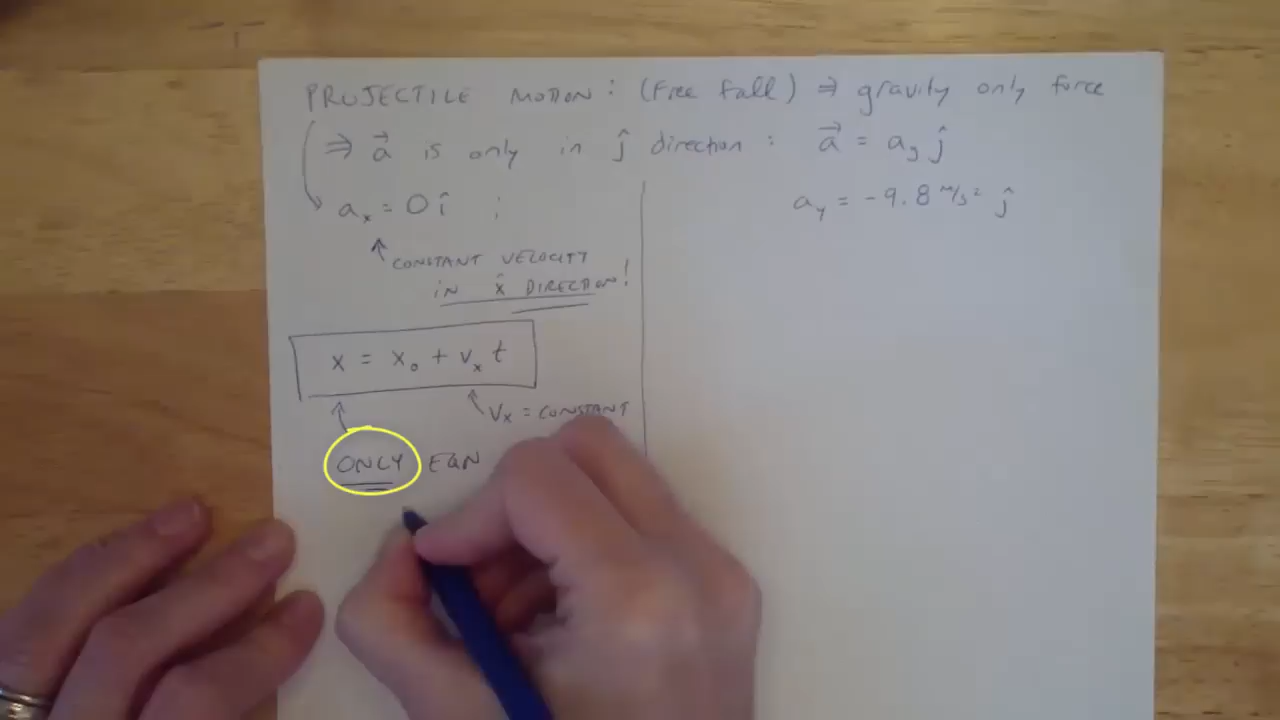 PROJECTILE MOTION: (Free Fall) ⇒ gravity only force
⇒ a⃗ is only in ĵ direction : a⃗ = a_y ĵ
a_x = 0 î ;
CONSTANT VELOCITY
IN x̂ DIRECTION!
x = x₀ + v_x t
V_x = CONSTANT
ONLY EQN
a_y = -9.8 m/s² ĵ